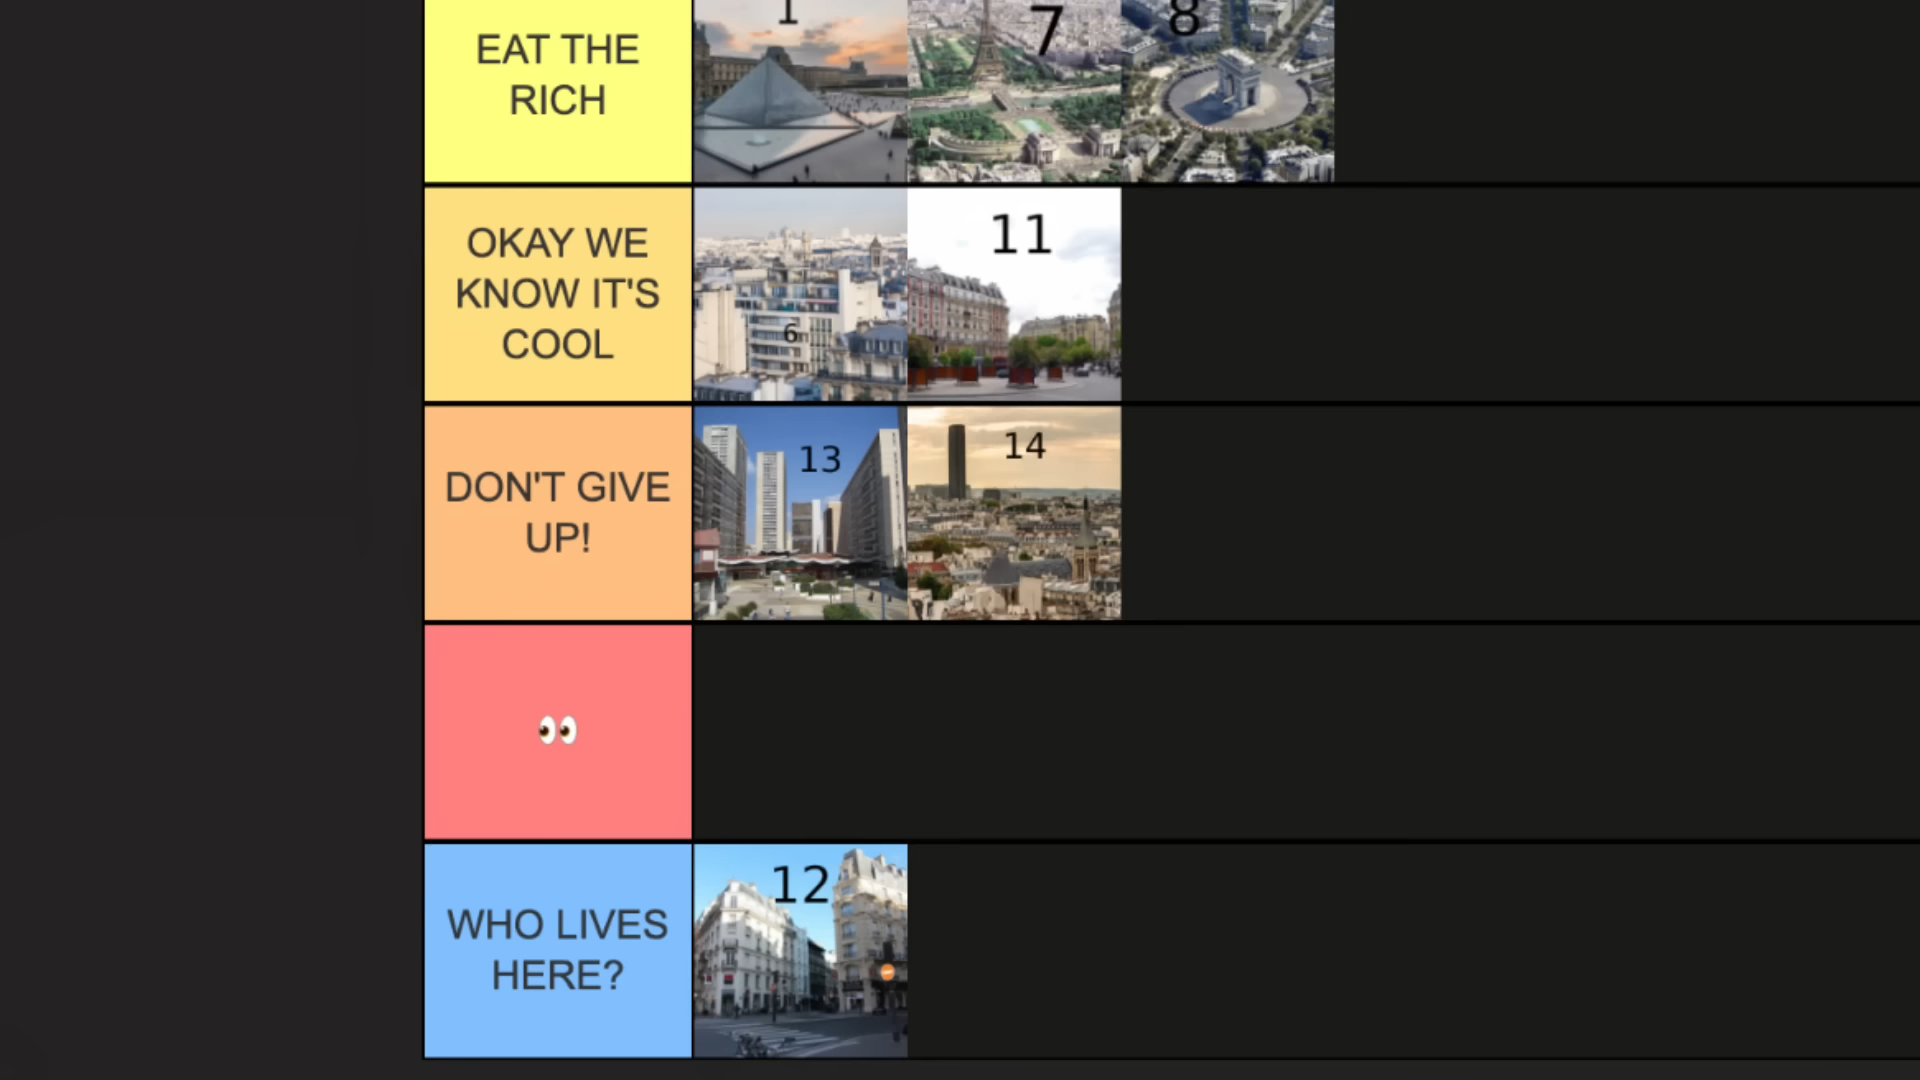 EAT THE
RICH
1
7
8
OKAY WE
KNOW IT'S
COOL
6
11
DON'T GIVE
UP!
13
14
👀
WHO LIVES
HERE?
12